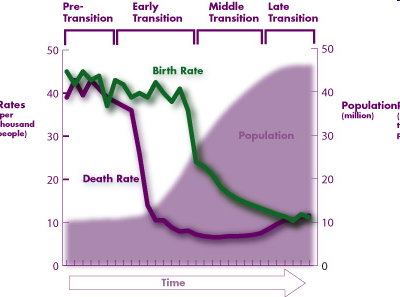 Pre-
Transition
Early
Transition
Middle
Transition
Late
Transition
50
40
30
20
10
0
Rates
per
thousand
people)
Birth Rate
Death Rate
Population
50
40
30
20
10
0
Population
(million)
Time